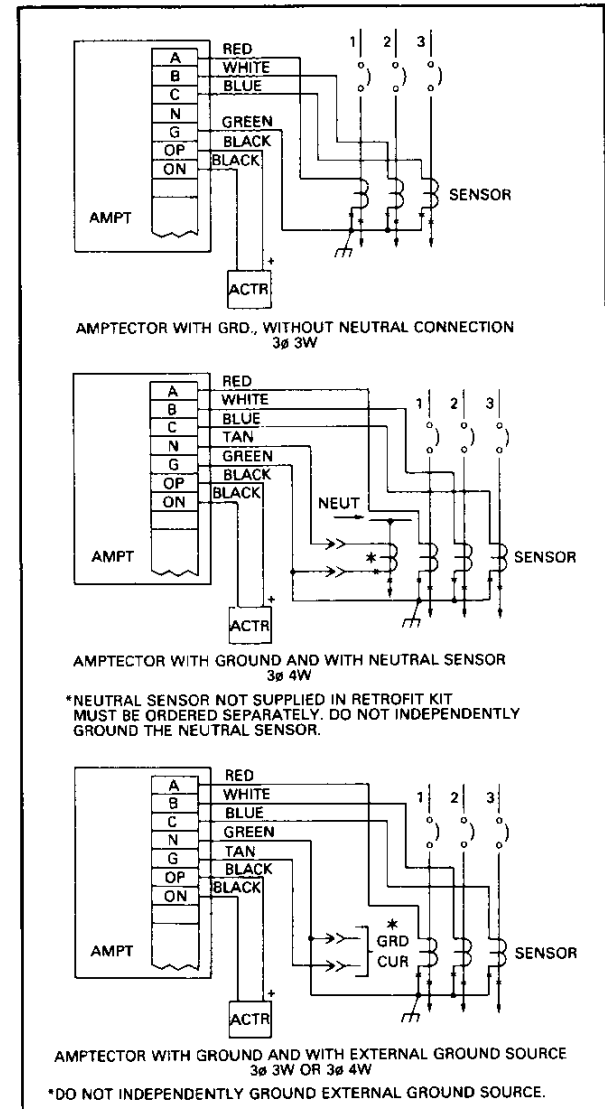 1 2 3
A RED
B WHITE
C BLUE
N
G GREEN
OP BLACK
ON BLACK
SENSOR
AMPT
+
ACTR
AMPTECTOR WITH GRD., WITHOUT NEUTRAL CONNECTION
3ø 3W
A RED
B WHITE
C BLUE
N TAN
G GREEN
OP BLACK
ON BLACK
1 2 3
NEUT
*
SENSOR
AMPT
+
ACTR
AMPTECTOR WITH GROUND AND WITH NEUTRAL SENSOR
3ø 4W
*NEUTRAL SENSOR NOT SUPPLIED IN RETROFIT KIT
MUST BE ORDERED SEPARATELY. DO NOT INDEPENDENTLY
GROUND THE NEUTRAL SENSOR.
A RED
B WHITE
C BLUE
N GREEN
G TAN
OP BLACK
ON BLACK
1 2 3
*
GRD
CUR
SENSOR
AMPT
+
ACTR
AMPTECTOR WITH GROUND AND WITH EXTERNAL GROUND SOURCE
3ø 3W OR 3ø 4W
*DO NOT INDEPENDENTLY GROUND EXTERNAL GROUND SOURCE.